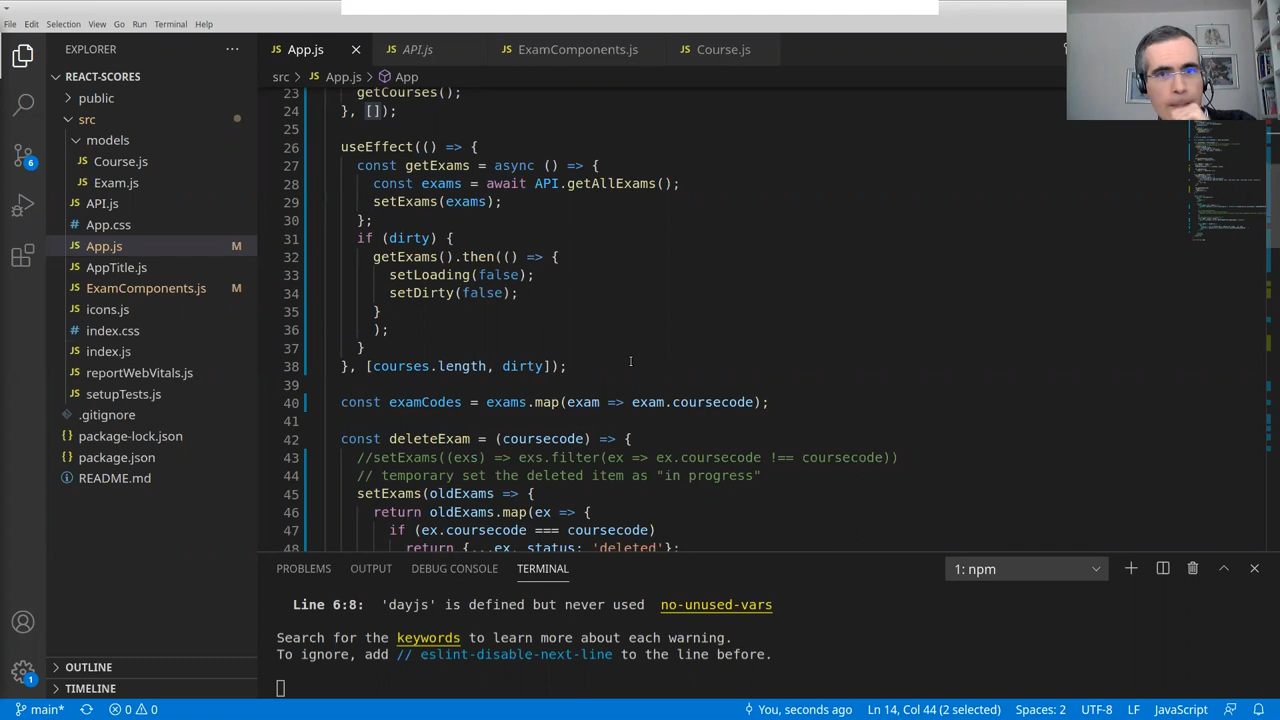 File Edit Selection View Go Run Terminal Help
EXPLORER
REACT-SCORES
public
src
models
JS Course.js
JS Exam.js
JS API.js
# App.css
JS App.js M
JS AppTitle.js
JS ExamComponents.js M
JS icons.js
# index.css
JS index.js
JS reportWebVitals.js
JS setupTests.js
.gitignore
{} package-lock.json
{} package.json
README.md
OUTLINE
TIMELINE
6
1
JS App.js
JS API.js
JS ExamComponents.js
JS Course.js
src > JS App.js > App
23 getCourses();
24 }, []);
25
26 useEffect(() => {
27 const getExams = async () => {
28 const exams = await API.getAllExams();
29 setExams(exams);
30 };
31 if (dirty) {
32 getExams().then(() => {
33 setLoading(false);
34 setDirty(false);
35 }
36 );
37 }
38 }, [courses.length, dirty]);
39
40 const examCodes = exams.map(exam => exam.coursecode);
41
42 const deleteExam = (coursecode) => {
43 //setExams((exs) => exs.filter(ex => ex.coursecode !== coursecode))
44 // temporary set the deleted item as "in progress"
45 setExams(oldExams => {
46 return oldExams.map(ex => {
47 if (ex.coursecode === coursecode)
48 return {...ex, status: 'deleted'};
PROBLEMS OUTPUT DEBUG CONSOLE TERMINAL 1: npm
Line 6:8: 'dayjs' is defined but never used no-unused-vars
Search for the keywords to learn more about each warning.
To ignore, add // eslint-disable-next-line to the line before.
main* 0 0 You, seconds ago Ln 14, Col 44 (2 selected) Spaces: 2 UTF-8 LF JavaScript